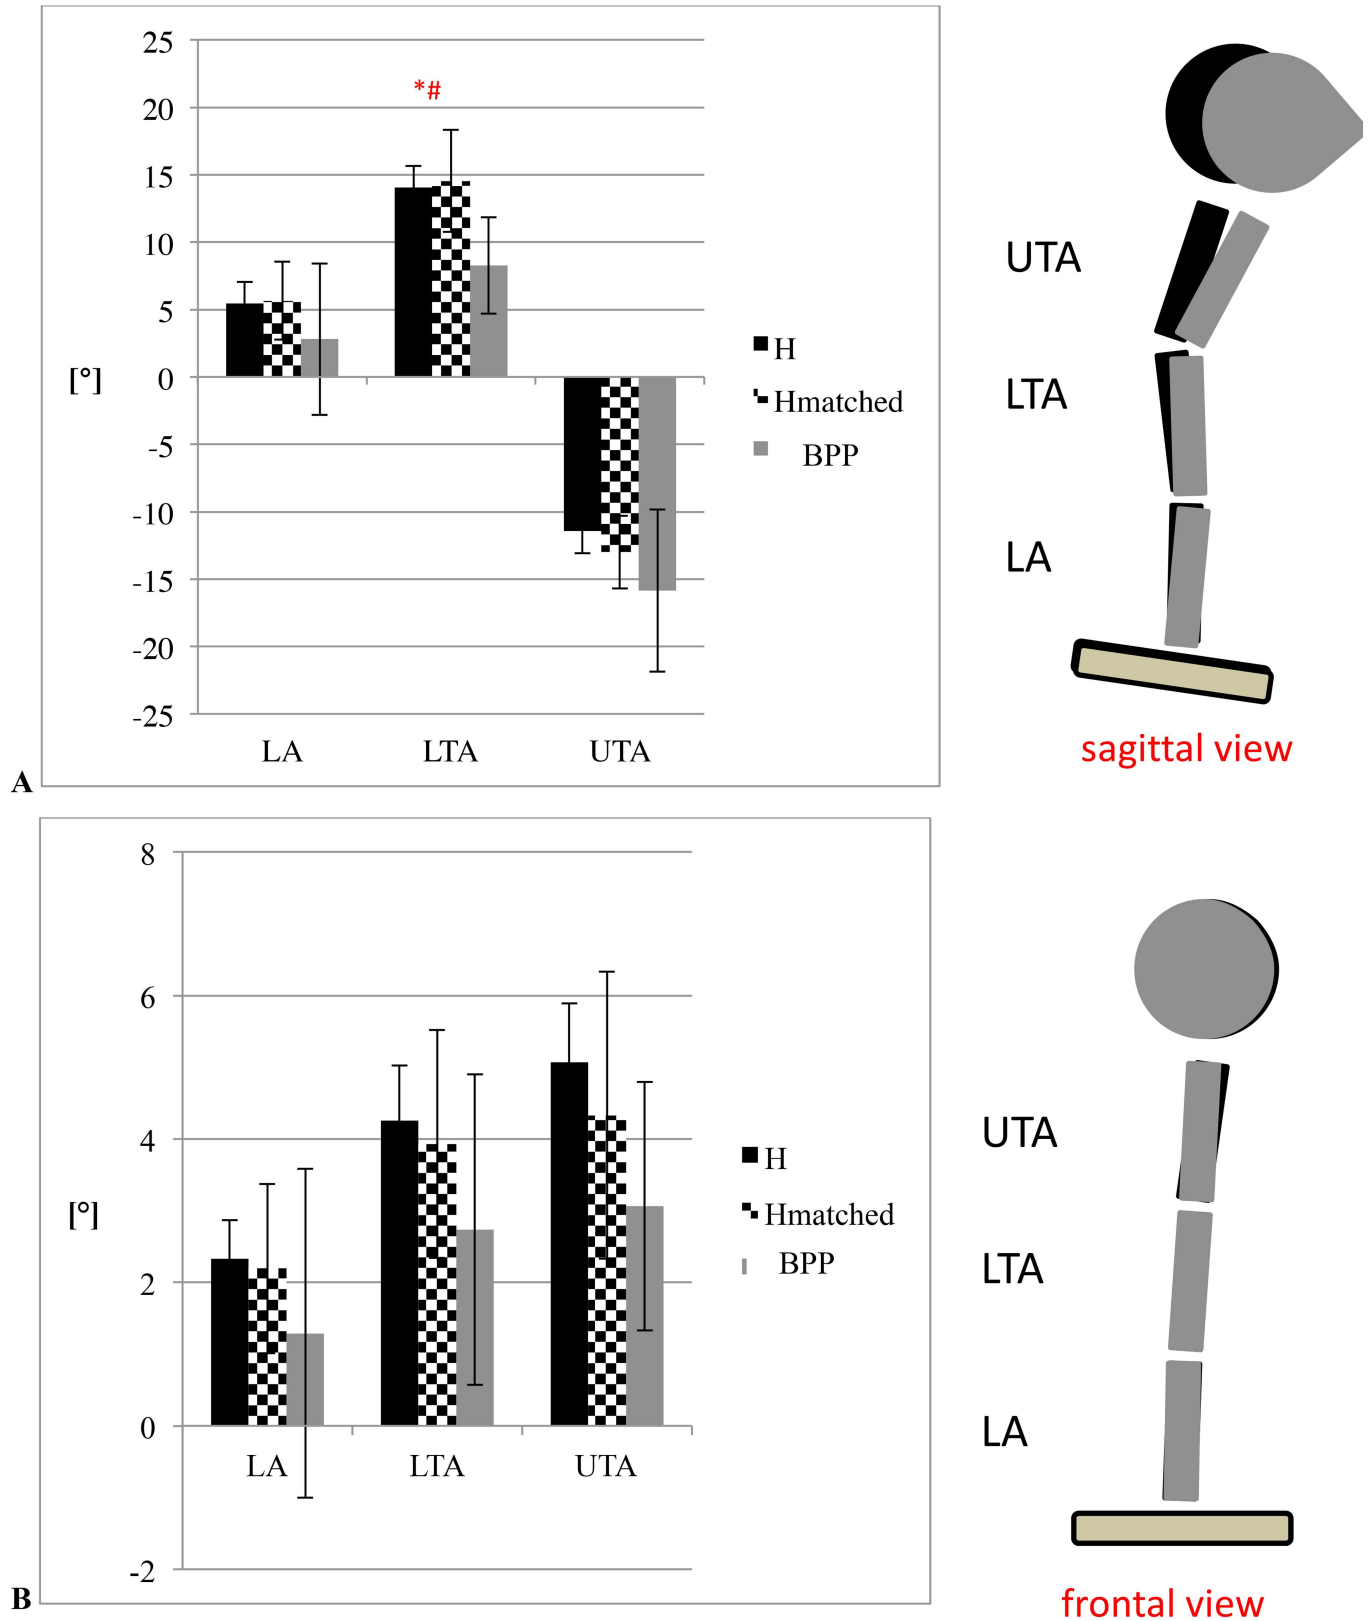 25
20
*#
15
10
5
0
-5
-10
-15
-20
-25
[°]
LA LTA UTA
H
Hmatched
BPP
A
UTA
LTA
LA
sagittal view
8
6
4
2
0
-2
[°]
LA LTA UTA
H
Hmatched
BPP
B
UTA
LTA
LA
frontal view